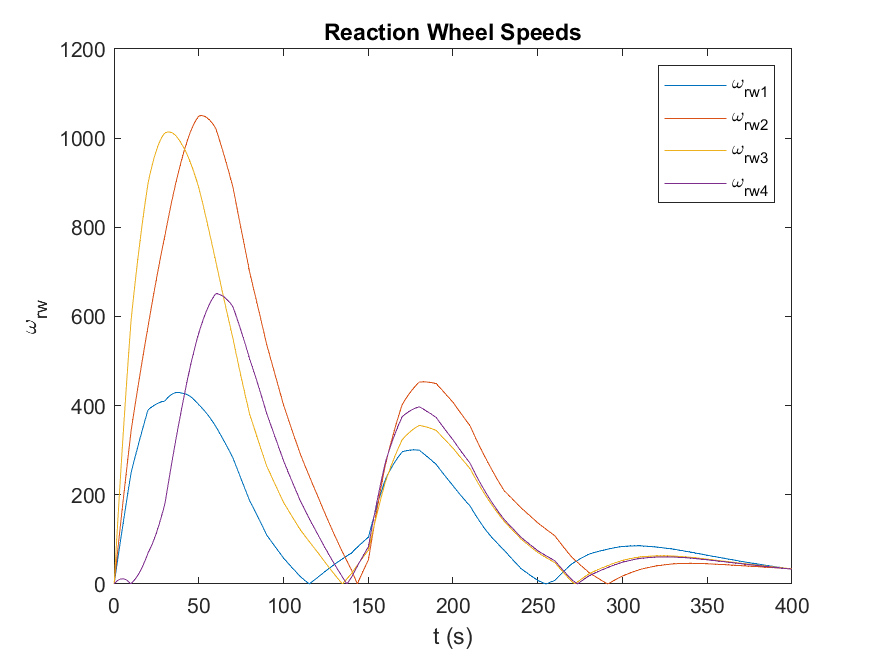 Reaction Wheel Speeds
1200
1000
800
600
400
200
0
ω_rw
ω_rw1
ω_rw2
ω_rw3
ω_rw4
0 50 100 150 200 250 300 350 400
t (s)